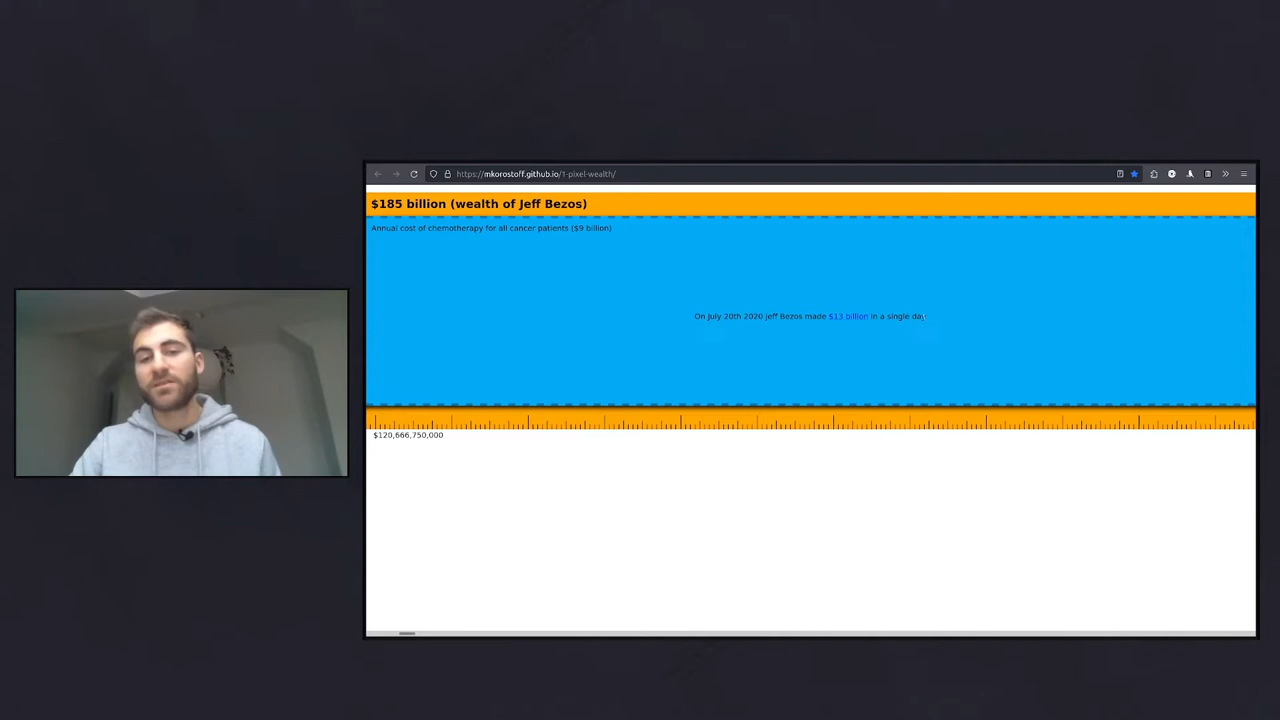 https://mkorostoff.github.io/1-pixel-wealth/
$185 billion (wealth of Jeff Bezos)
Annual cost of chemotherapy for all cancer patients ($9 billion)
On July 20th 2020 Jeff Bezos made $13 billion in a single day
$120,666,750,000